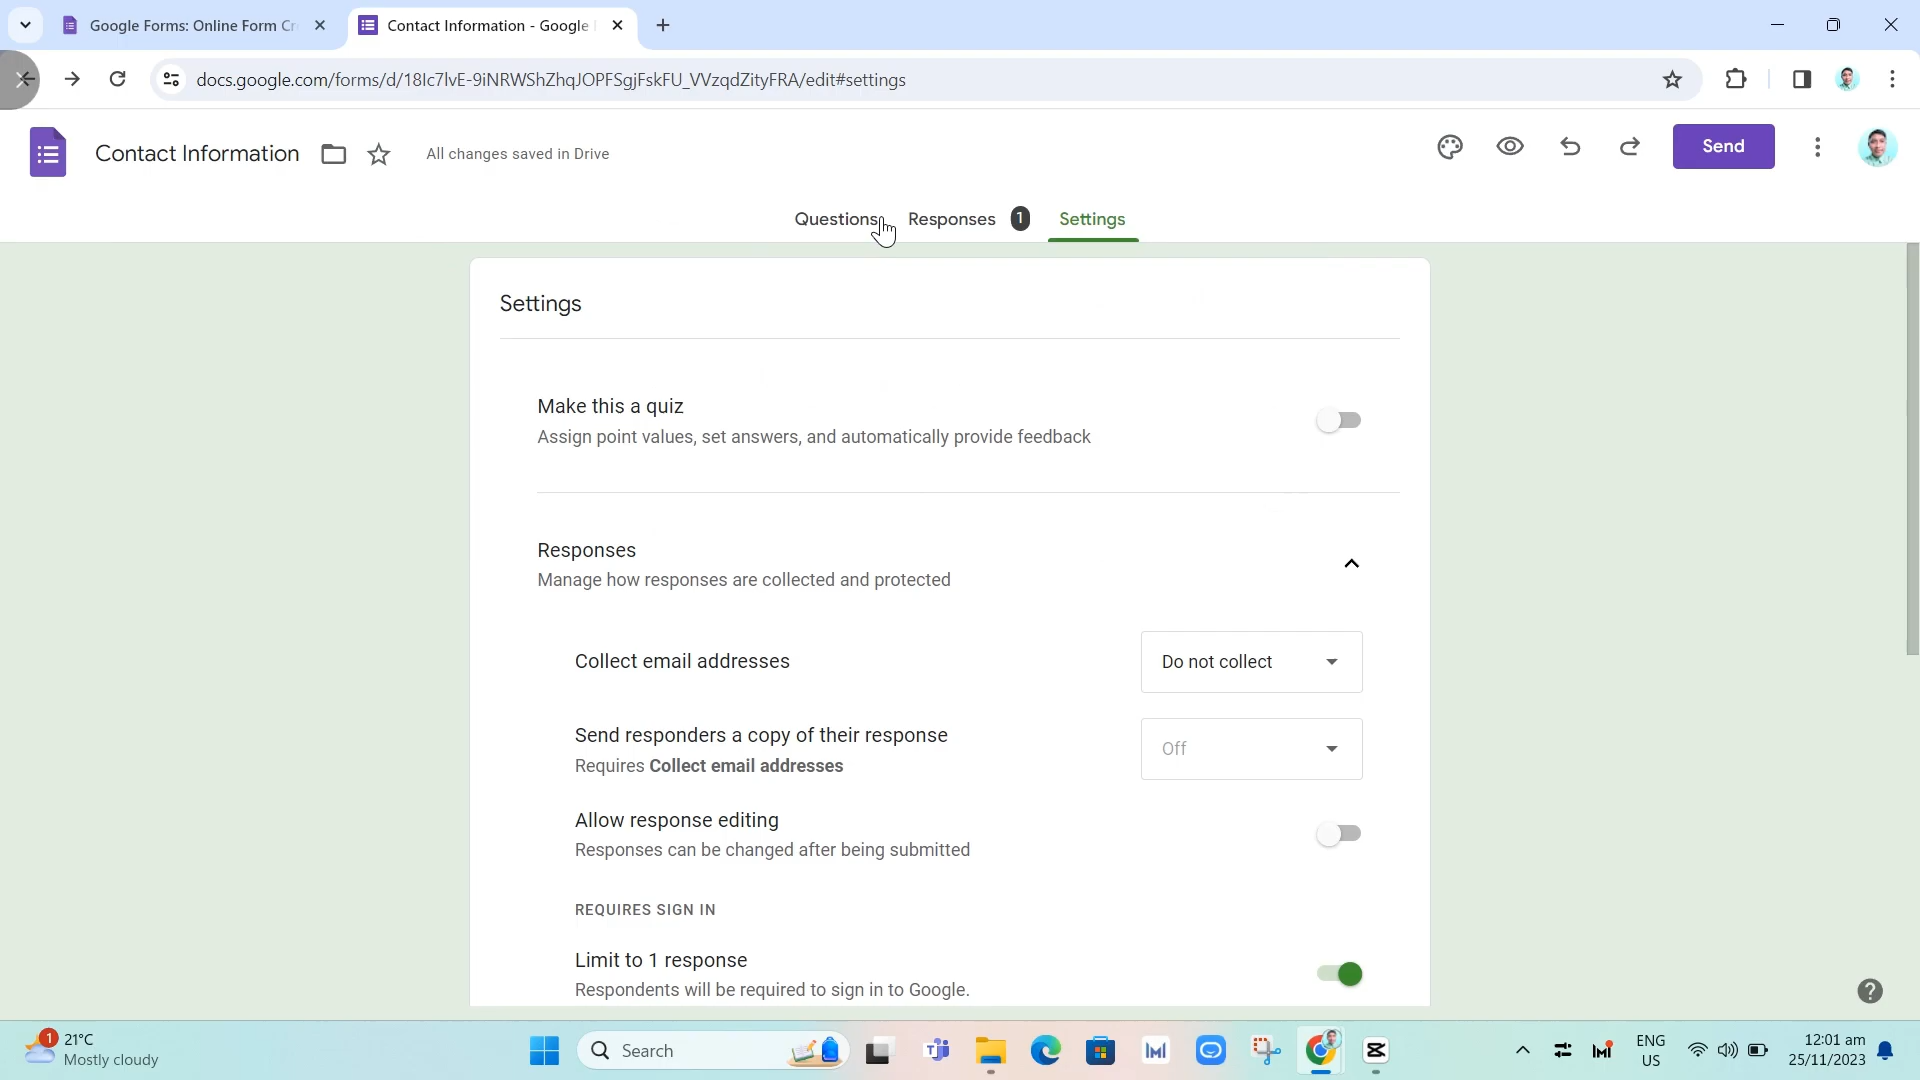 Google Forms: Online Form Cr
Contact Information - Google
docs.google.com/forms/d/18Ic7lvE-9iNRWShZhqJOPFSgjFskFU_VVzqdZityFRA/edit#settings
Contact Information
All changes saved in Drive
Send
Questions
Responses 1
Settings
Settings
Make this a quiz
Assign point values, set answers, and automatically provide feedback
Responses
Manage how responses are collected and protected
Collect email addresses
Do not collect
Send responders a copy of their response
Requires Collect email addresses
Off
Allow response editing
Responses can be changed after being submitted
REQUIRES SIGN IN
Limit to 1 response
Respondents will be required to sign in to Google.
1
21°C
Mostly cloudy
Search
ENG
US
12:01 am
25/11/2023